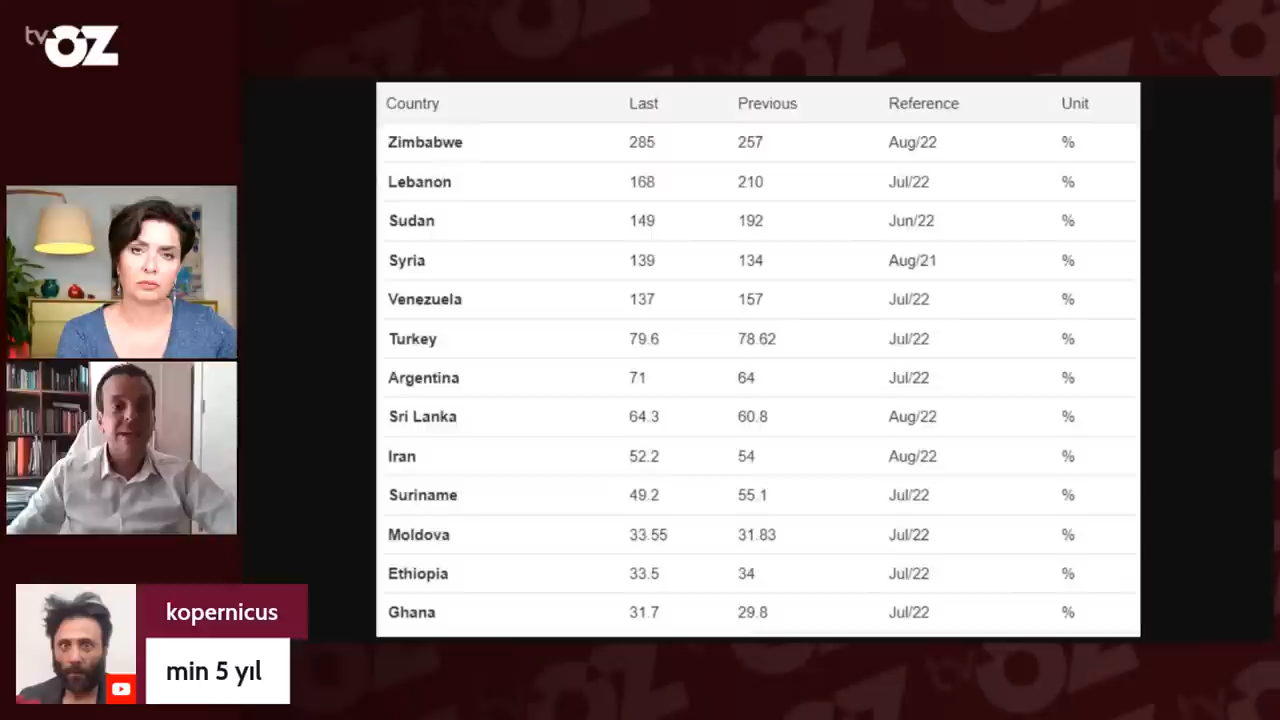 tv ÖZ
Country Last Previous Reference Unit
Zimbabwe 285 257 Aug/22 %
Lebanon 168 210 Jul/22 %
Sudan 149 192 Jun/22 %
Syria 139 134 Aug/21 %
Venezuela 137 157 Jul/22 %
Turkey 79.6 78.62 Jul/22 %
Argentina 71 64 Jul/22 %
Sri Lanka 64.3 60.8 Aug/22 %
Iran 52.2 54 Aug/22 %
Suriname 49.2 55.1 Jul/22 %
Moldova 33.55 31.83 Jul/22 %
Ethiopia 33.5 34 Jul/22 %
Ghana 31.7 29.8 Jul/22 %
kopernicus
min 5 yıl